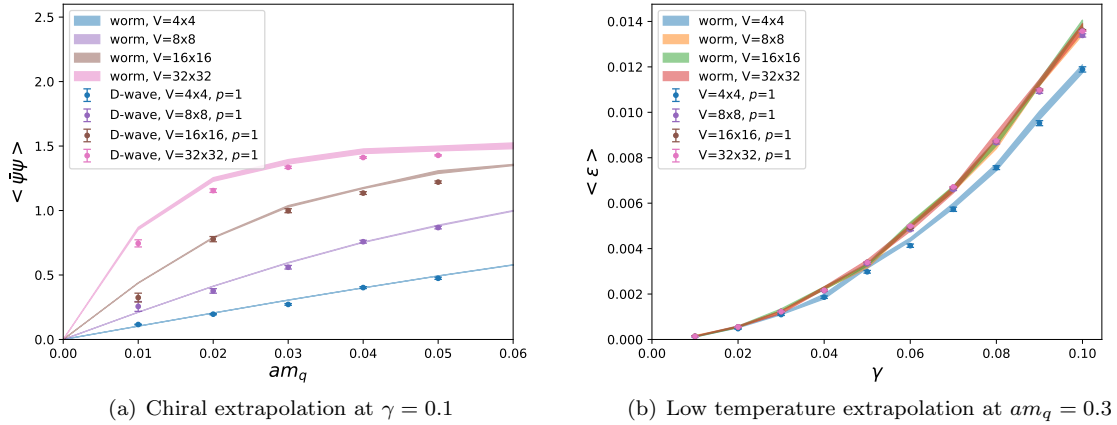 2.5
2.0
1.5
1.0
0.5
0.0
< ψ̄ψ >
worm, V=4x4
worm, V=8x8
worm, V=16x16
worm, V=32x32
D-wave, V=4x4, p=1
D-wave, V=8x8, p=1
D-wave, V=16x16, p=1
D-wave, V=32x32, p=1
0.00 0.01 0.02 0.03 0.04 0.05 0.06
am_q
(a) Chiral extrapolation at γ = 0.1
0.014
0.012
0.010
0.008
0.006
0.004
0.002
0.000
< ε >
worm, V=4x4
worm, V=8x8
worm, V=16x16
worm, V=32x32
V=4x4, p=1
V=8x8, p=1
V=16x16, p=1
V=32x32, p=1
0.00 0.02 0.04 0.06 0.08 0.10
γ
(b) Low temperature extrapolation at am_q = 0.3